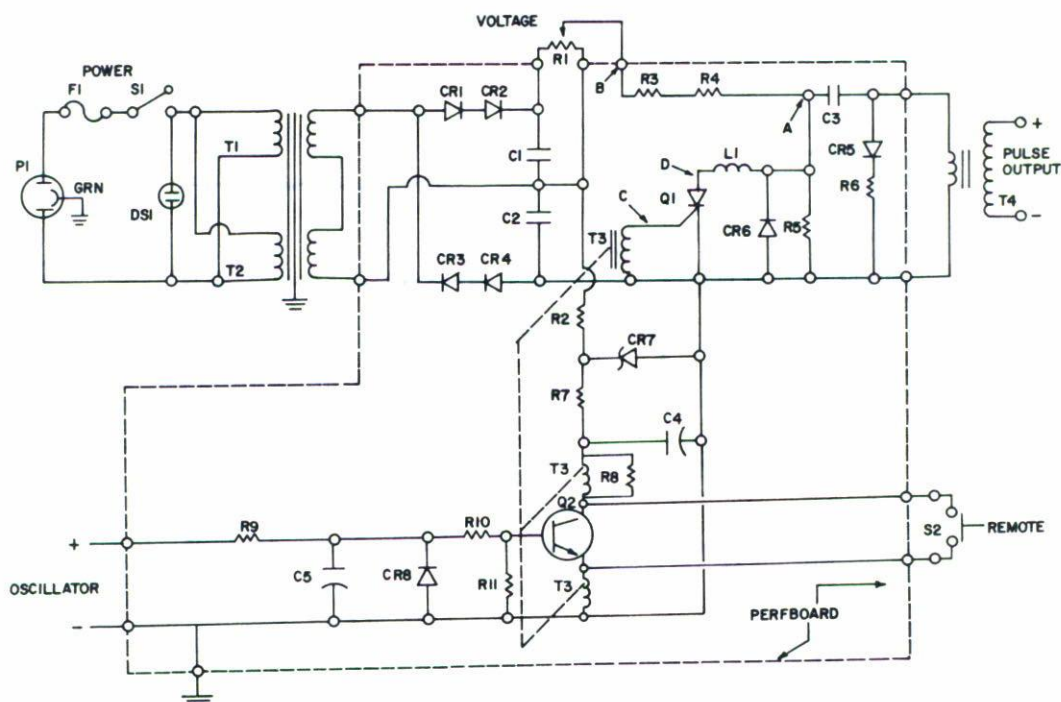 VOLTAGE
R1
POWER
F1
S1
B
R3
R4
CR1
CR2
A
C3
P1
GRN
T1
C1
D
L1
CR5
+
PULSE
OUTPUT
T4
-
R6
DS1
C
Q1
C2
T3
CR6
R5
T2
CR3
CR4
R2
CR7
R7
C4
T3
R8
Q2
R9
R10
S2
REMOTE
+
OSCILLATOR
-
C5
CR8
R11
T3
PERFBOARD